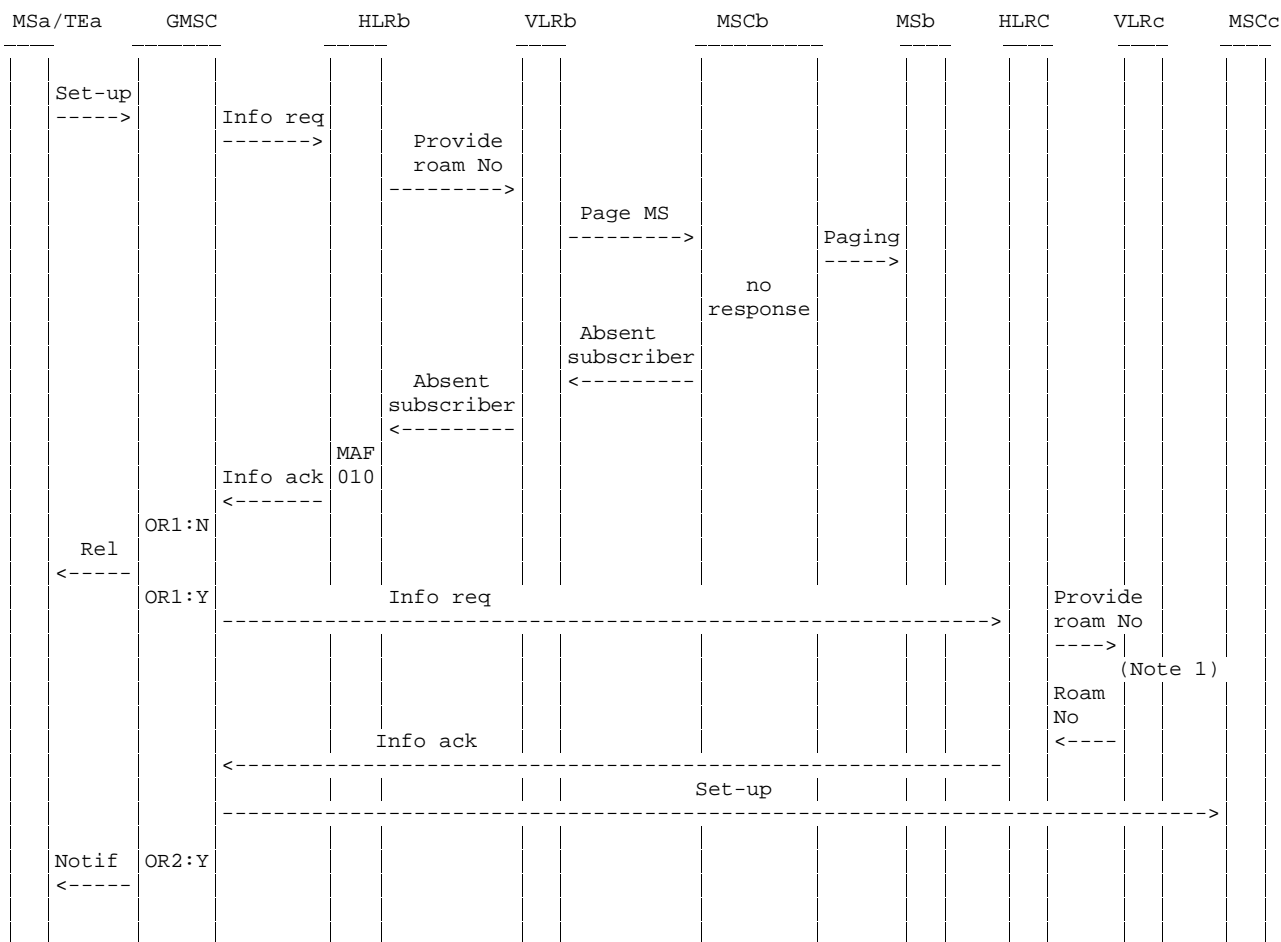 MSa/TEa GMSC HLRb VLRb MSCb MSb HLRC VLRc MSCc
Set-up
-----> Info req
-------> Provide
roam No
--------->
Page MS
---------> Paging
----->
no
response
Absent
subscriber
Absent <---------
subscriber
<---------
MAF
Info ack 010
<-------
OR1:N
Rel
<-----
OR1:Y Info req Provide
-------------------------------------------------------------> roam No
---->
(Note 1)
Roam
No
Info ack <----
<-------------------------------------------------------------
Set-up
------------------------------------------------------------------------------>
Notif OR2:Y
<-----